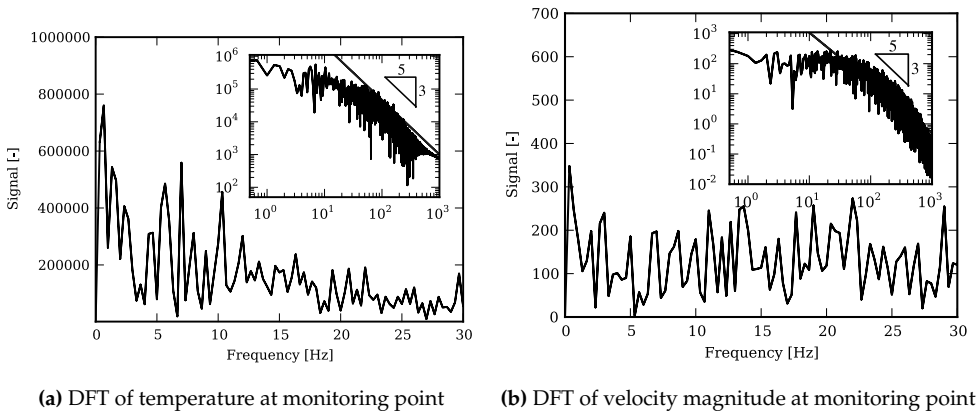 1000000
800000
600000
400000
200000
Signal [-]
0 5 10 15 20 25 30
Frequency [Hz]
10^6
10^5
10^4
10^3
10^2
10^0 10^1 10^2 10^3
5
3
(a) DFT of temperature at monitoring point
700
600
500
400
300
200
100
0
Signal [-]
0 5 10 15 20 25 30
Frequency [Hz]
10^3
10^2
10^1
10^0
10^-1
10^-2
10^0 10^1 10^2 10^3
5
3
(b) DFT of velocity magnitude at monitoring point